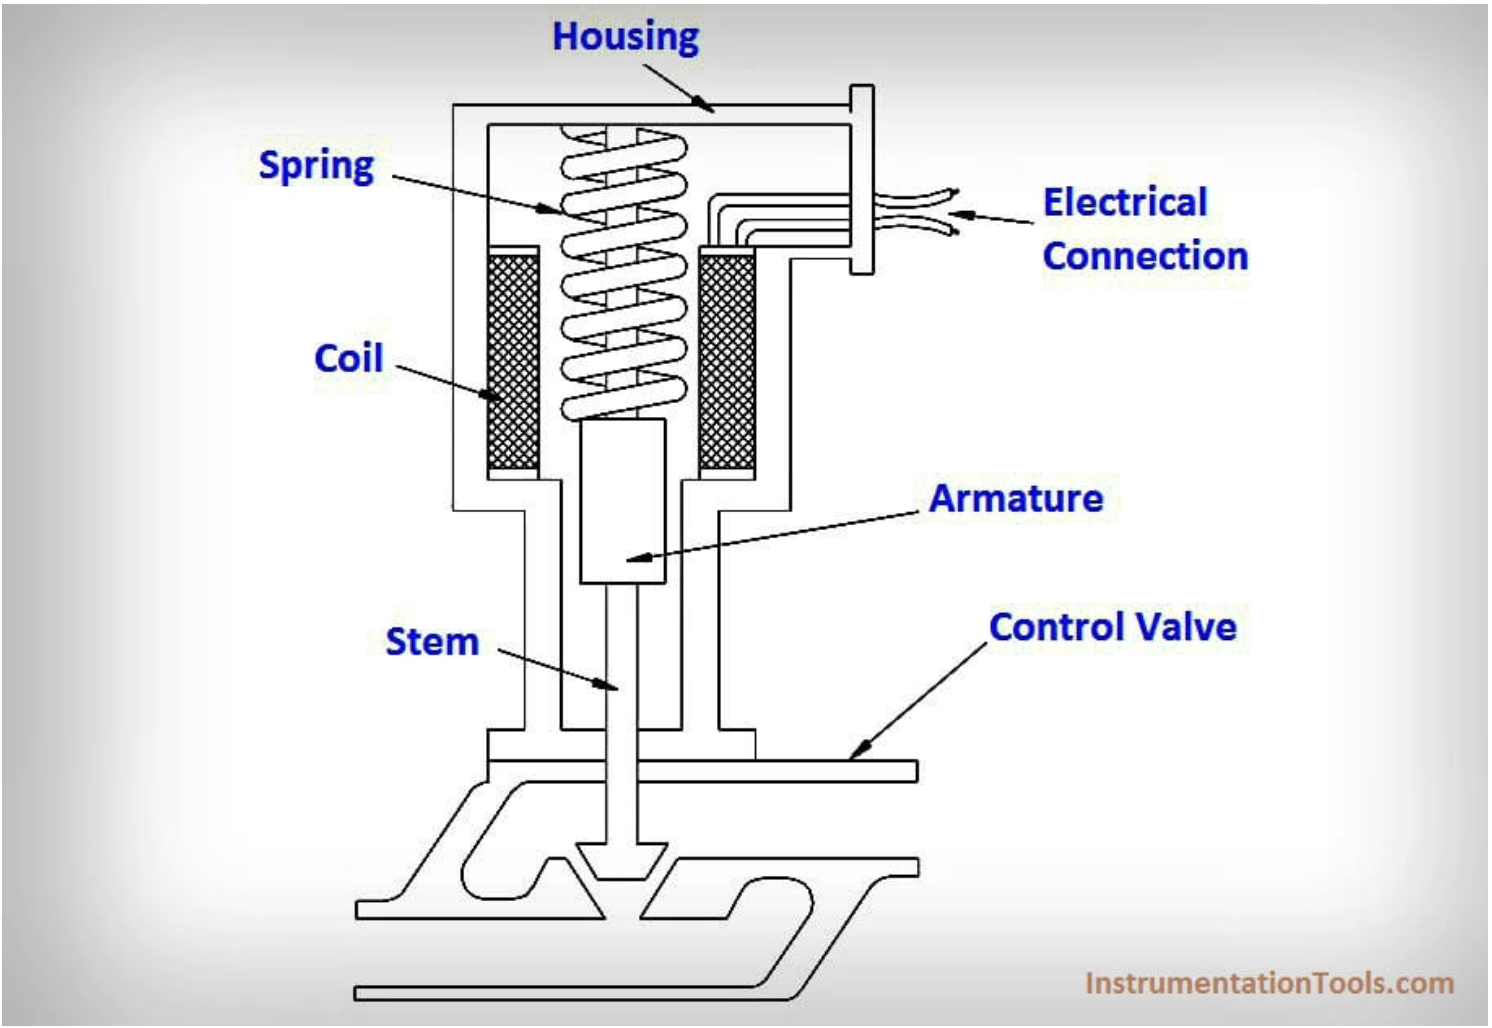 Housing
Spring
Electrical
Connection
Coil
Armature
Stem
Control Valve
InstrumentationTools.com